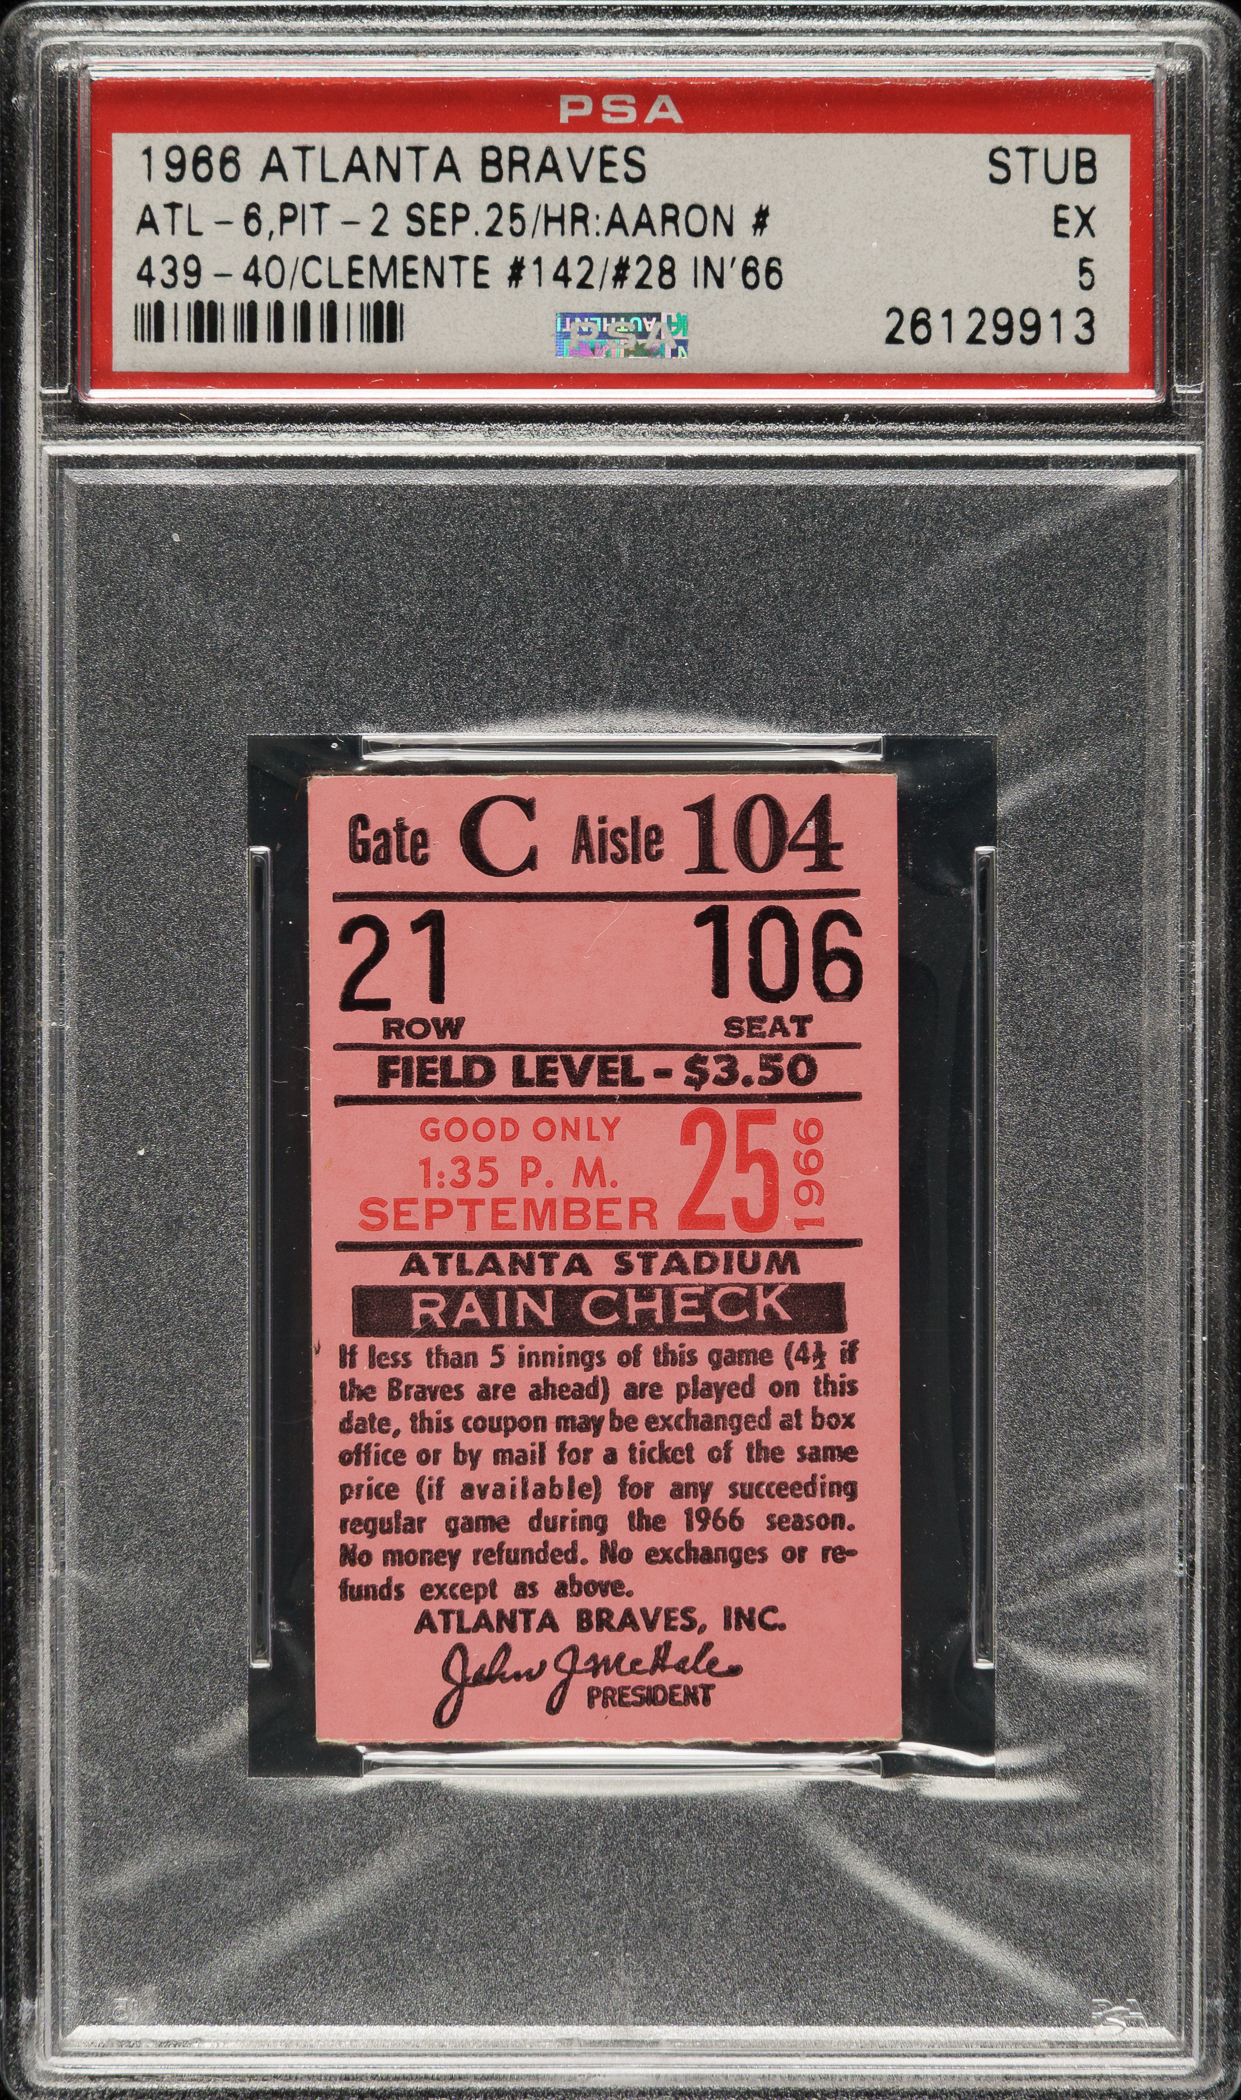 PSA
1966 ATLANTA BRAVES STUB
ATL-6,PIT-2 SEP.25/HR:AARON # EX
439-40/CLEMENTE #142/#28 IN'66 5
PSA 26129913
Gate C Aisle 104
21 106
ROW SEAT
FIELD LEVEL - $3.50
GOOD ONLY
1:35 P. M.
SEPTEMBER 25 1966
ATLANTA STADIUM
RAIN CHECK
If less than 5 innings of this game (4½ if
the Braves are ahead) are played on this
date, this coupon may be exchanged at box
office or by mail for a ticket of the same
price (if available) for any succeeding
regular game during the 1966 season.
No money refunded. No exchanges or re-
funds except as above.
ATLANTA BRAVES, INC.
John J McHale
PRESIDENT
PSA